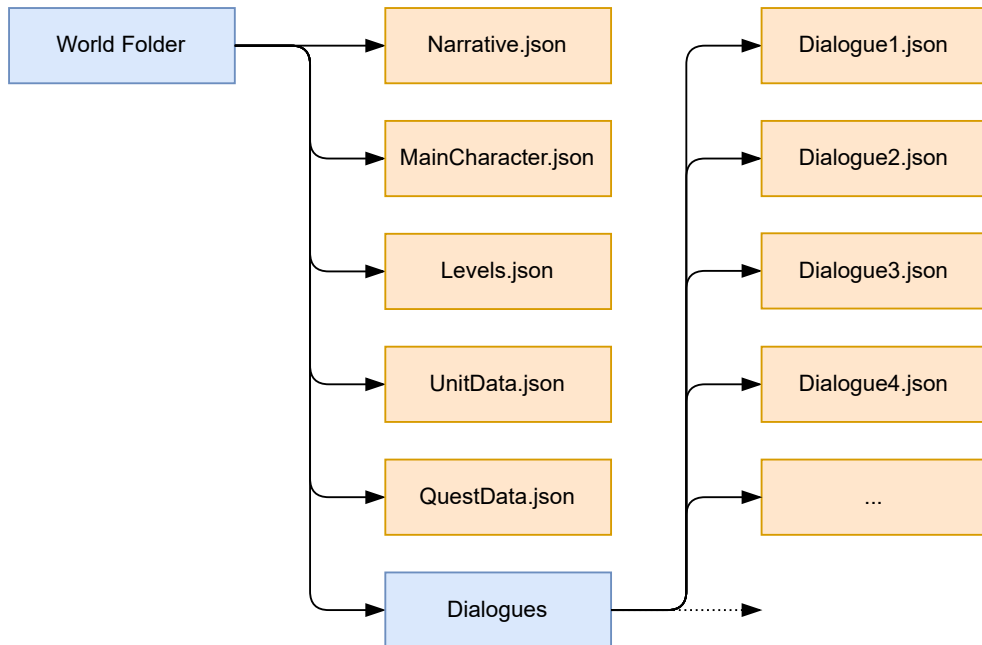 World Folder
Narrative.json
MainCharacter.json
Levels.json
UnitData.json
QuestData.json
Dialogues
Dialogue1.json
Dialogue2.json
Dialogue3.json
Dialogue4.json
...